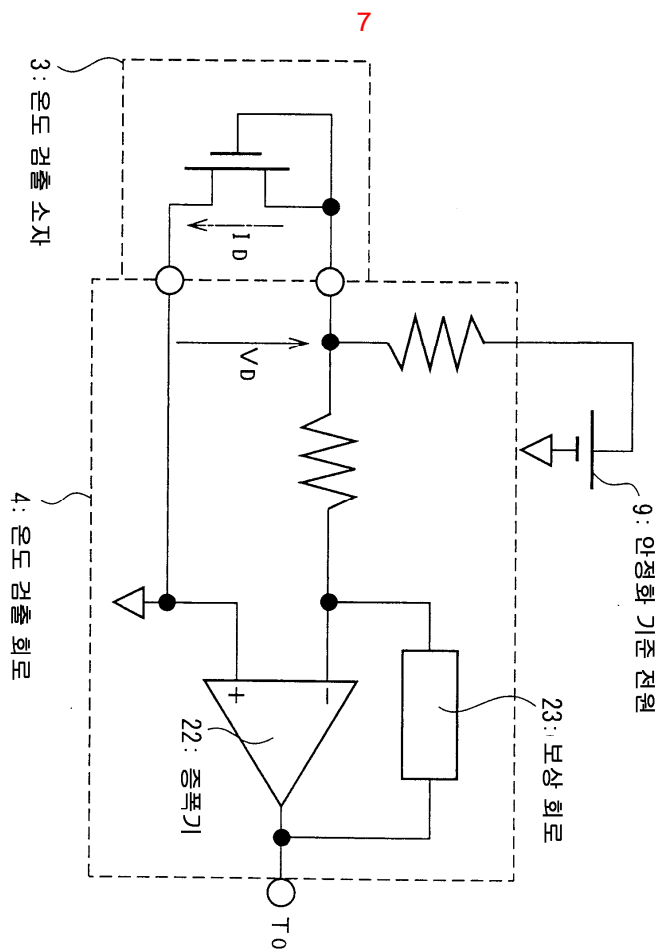 7
9: 안정화 기준 전원
3: 온도 검출 소자
I D
V D
23: 보상 회로
−
+
22: 증폭기
4: 온도 검출 회로
T 0